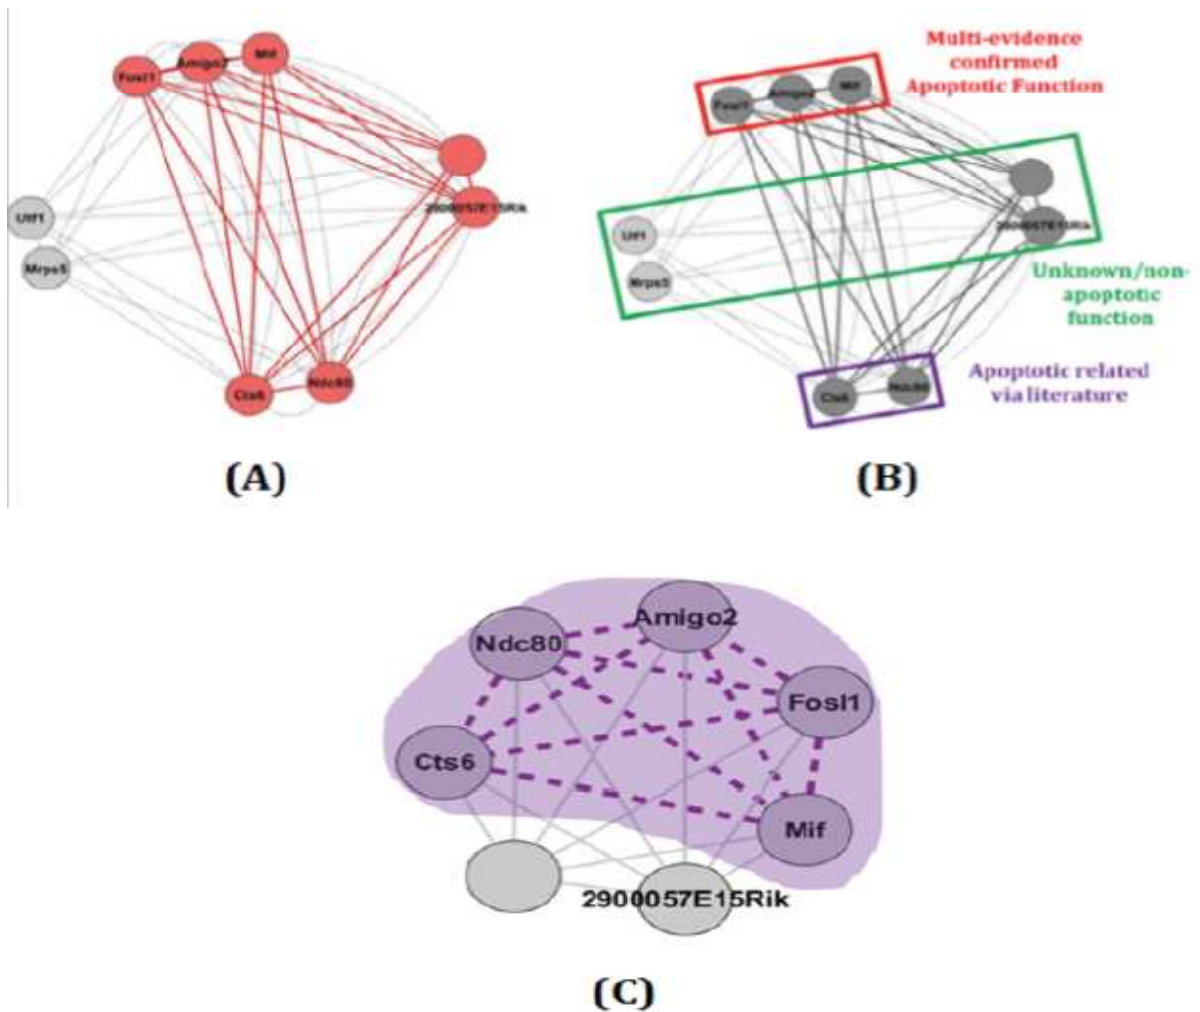 Fosl1
Amigo2
Mif
2900057E15Rik
Utf1
Mrps5
Cts6
Ndc80
(A)
Multi-evidence
confirmed
Apoptotic Function
Fosl1
Amigo2
Mif
2900057E15Rik
Utf1
Mrps5
Unknown/non-
apoptotic
function
Cts6
Ndc80
Apoptotic related
via literature
(B)
Amigo2
Ndc80
Fosl1
Cts6
Mif
2900057E15Rik
(C)